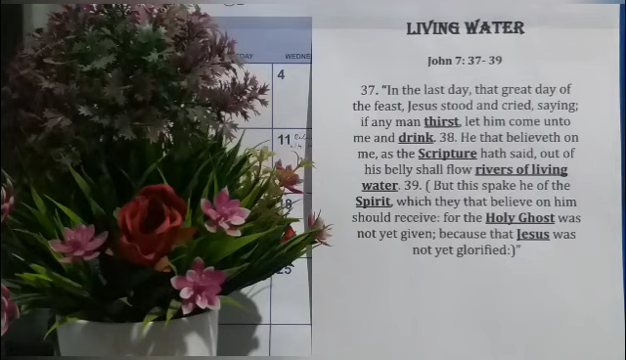 DAY WEDNE
4
11
18
25
LIVING WATER
John 7: 37- 39
37. "In the last day, that great day of
the feast, Jesus stood and cried, saying;
if any man thirst, let him come unto
me and drink. 38. He that believeth on
me, as the Scripture hath said, out of
his belly shall flow rivers of living
water. 39. ( But this spake he of the
Spirit, which they that believe on him
should receive: for the Holy Ghost was
not yet given; because that Jesus was
not yet glorified:)"